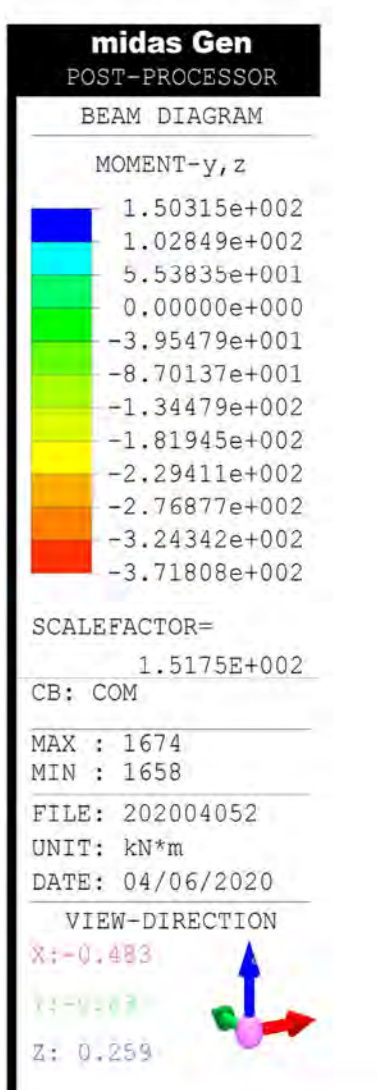 midas Gen
POST-PROCESSOR
BEAM DIAGRAM
MOMENT-y,z
1.50315e+002
1.02849e+002
5.53835e+001
0.00000e+000
-3.95479e+001
-8.70137e+001
-1.34479e+002
-1.81945e+002
-2.29411e+002
-2.76877e+002
-3.24342e+002
-3.71808e+002
SCALEFACTOR=
1.5175E+002
CB: COM
MAX : 1674
MIN : 1658
FILE: 202004052
UNIT: kN*m
DATE: 04/06/2020
VIEW-DIRECTION
X:-0.483
Z: 0.259